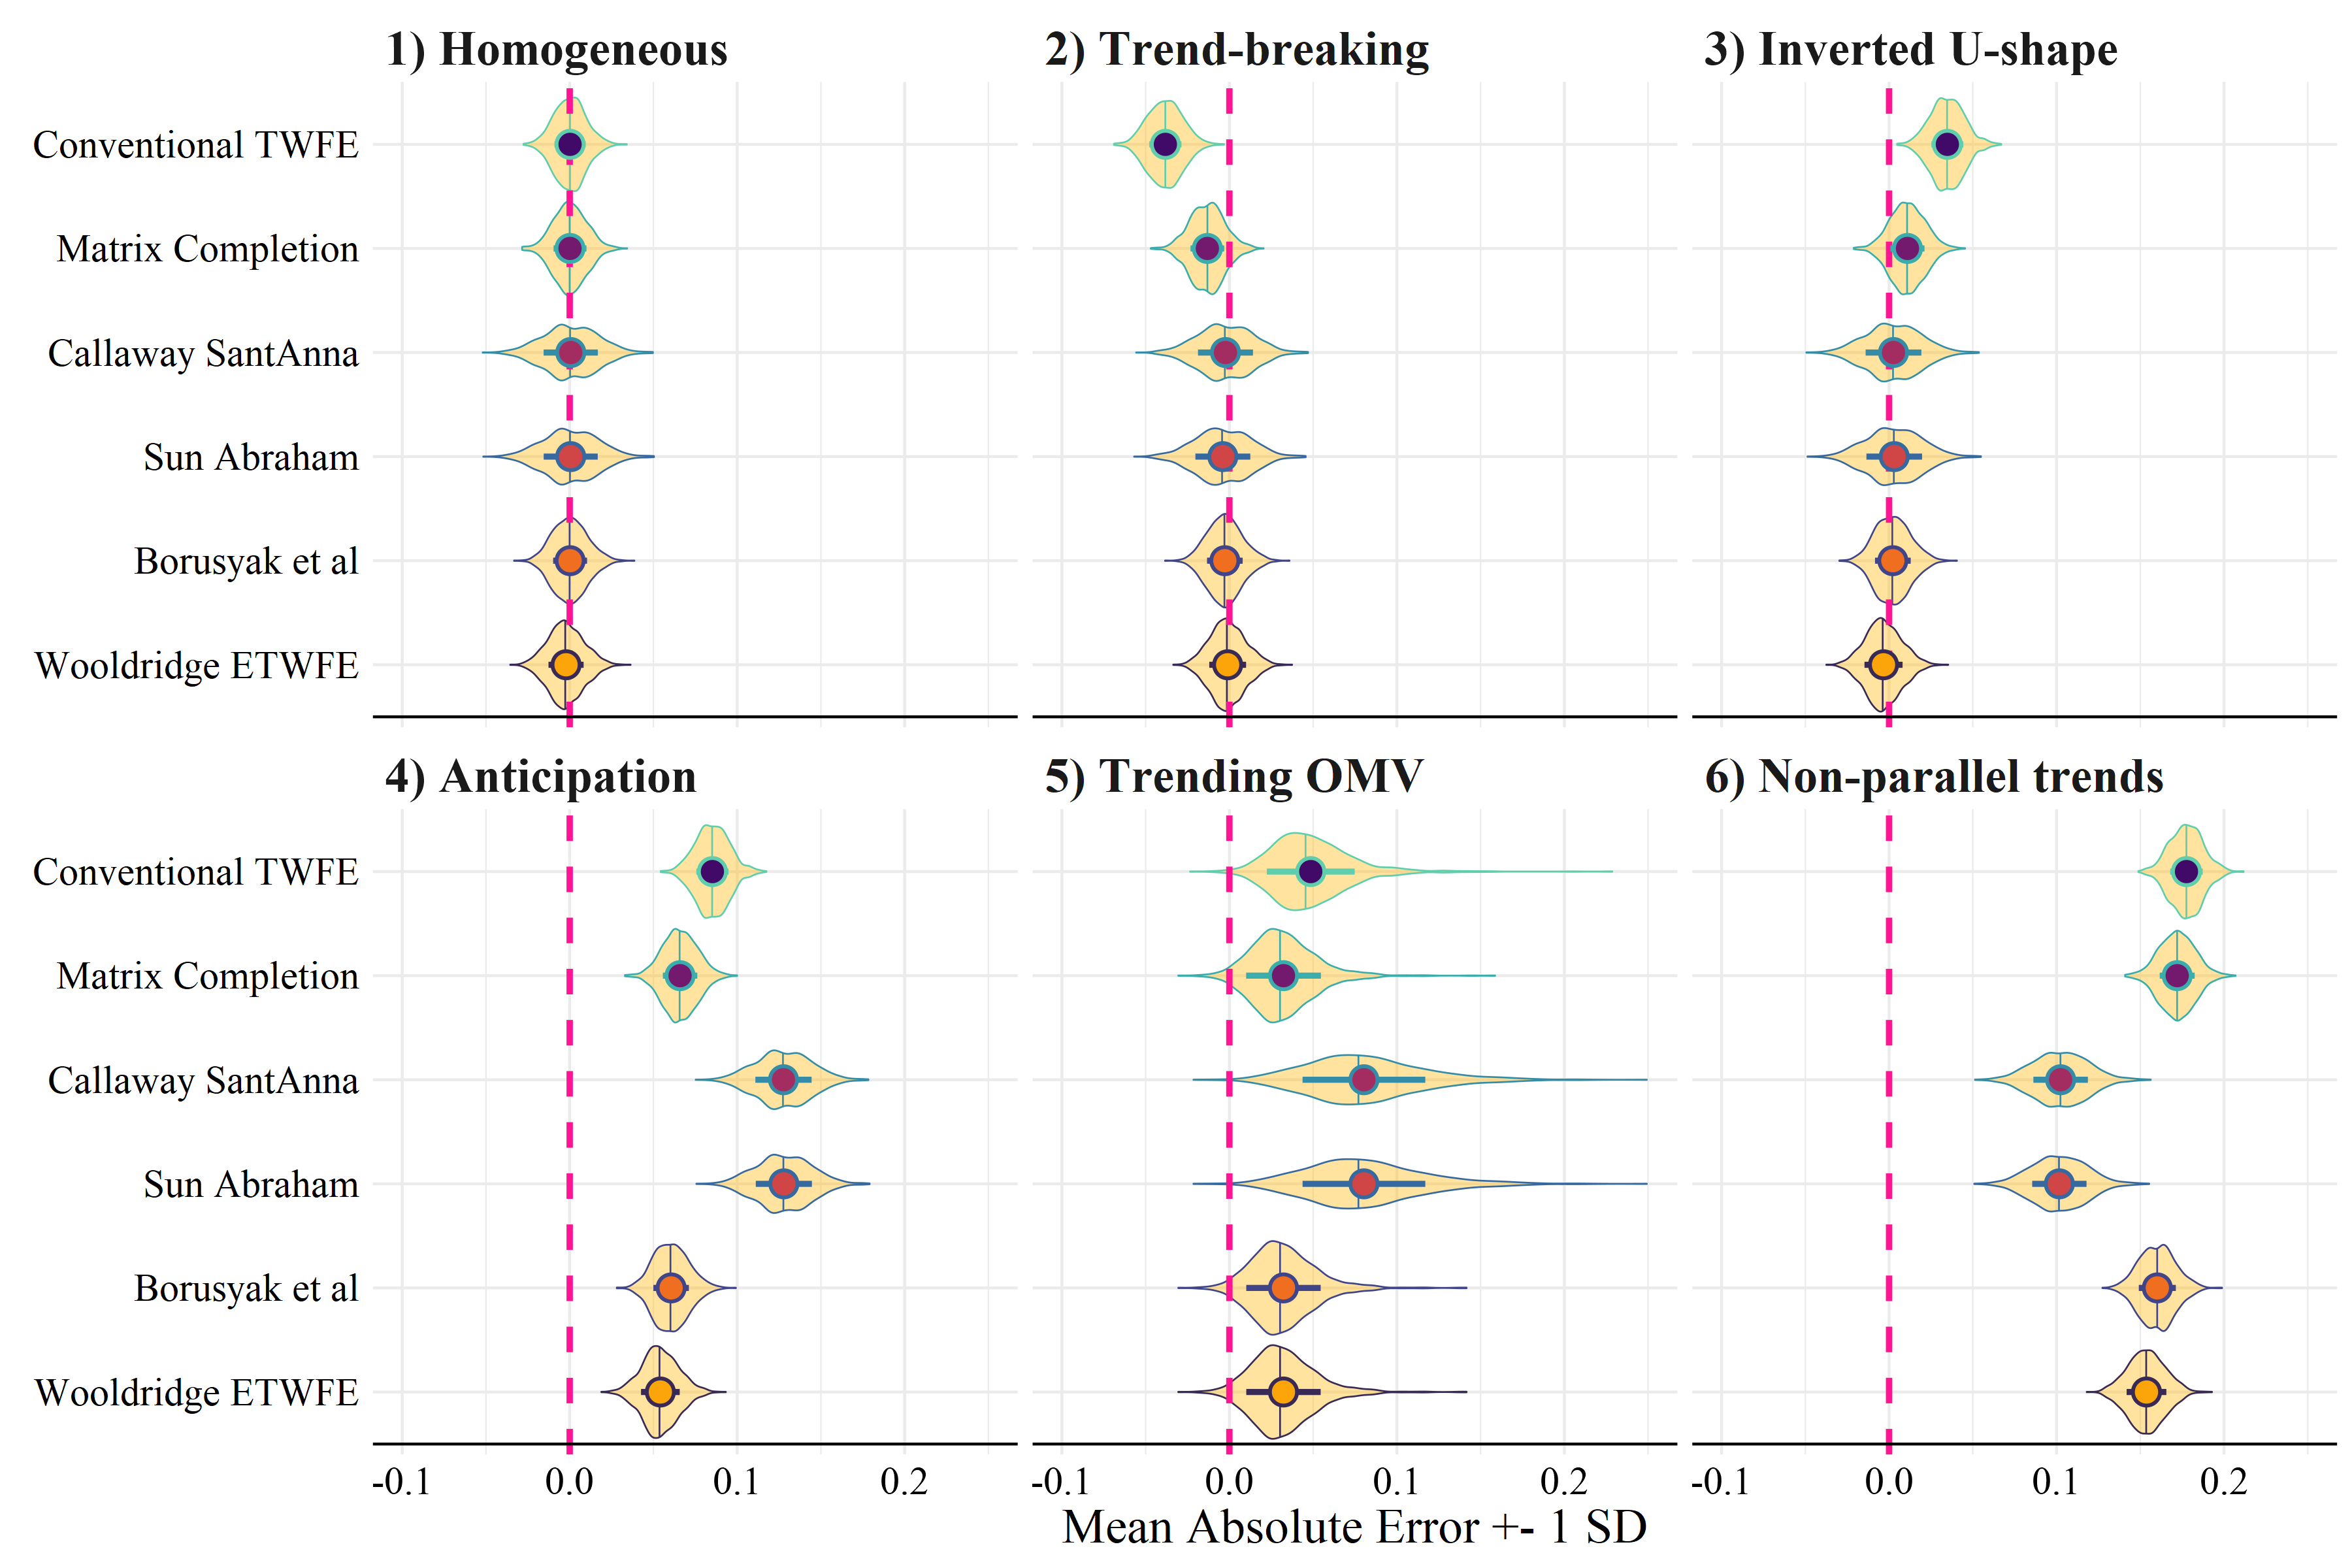 1) Homogeneous
2) Trend-breaking
3) Inverted U-shape
Conventional TWFE
Matrix Completion
Callaway SantAnna
Sun Abraham
Borusyak et al
Wooldridge ETWFE
4) Anticipation
5) Trending OMV
6) Non-parallel trends
Conventional TWFE
Matrix Completion
Callaway SantAnna
Sun Abraham
Borusyak et al
Wooldridge ETWFE
-0.1 0.0 0.1 0.2
-0.1 0.0 0.1 0.2
-0.1 0.0 0.1 0.2
Mean Absolute Error +- 1 SD